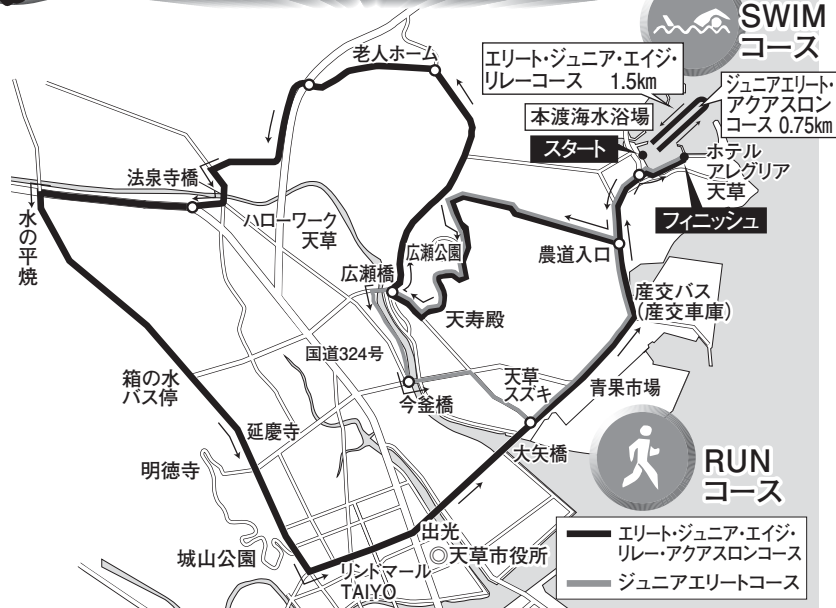 SWIM
コース
エリート・ジュニア・エイジ・
リレーコース 1.5km
ジュニアエリート・
アクアスロン
コース 0.75km
本渡海水浴場
スタート
ホテル
アレグリア
天草
フィニッシュ
老人ホーム
法泉寺橋
ハローワーク
天草
水の平焼
広瀬公園
広瀬橋
農道入口
天寿殿
産交バス
(産交車庫)
国道324号
箱の水
バス停
今釜橋
天草
スズキ
青果市場
延慶寺
明徳寺
大矢橋
城山公園
出光
天草市役所
リントマール
TAIYO
RUN
コース
エリート・ジュニア・エイジ・
リレー・アクアスロンコース
ジュニアエリートコース